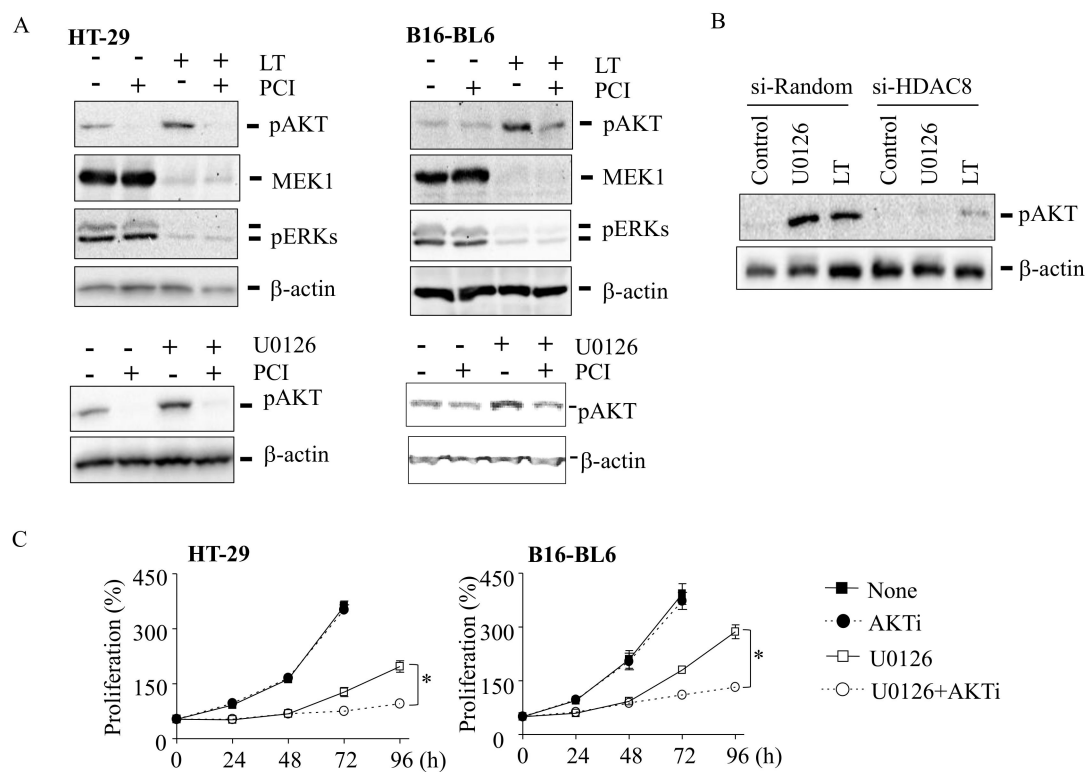 A
HT-29
- - + + LT
- + - + PCI
pAKT
MEK1
pERKs
β-actin
- - + + U0126
- + - + PCI
pAKT
β-actin
B16-BL6
- - + + LT
- + - + PCI
pAKT
MEK1
pERKs
β-actin
- - + + U0126
- + - + PCI
pAKT
β-actin
B
si-Random si-HDAC8
Control U0126 LT Control U0126 LT
pAKT
β-actin
C
HT-29
Proliferation (%)
450
300
150
0
0 24 48 72 96 (h)
*
B16-BL6
Proliferation (%)
450
300
150
0
0 24 48 72 96 (h)
*
None
AKTi
U0126
U0126+AKTi